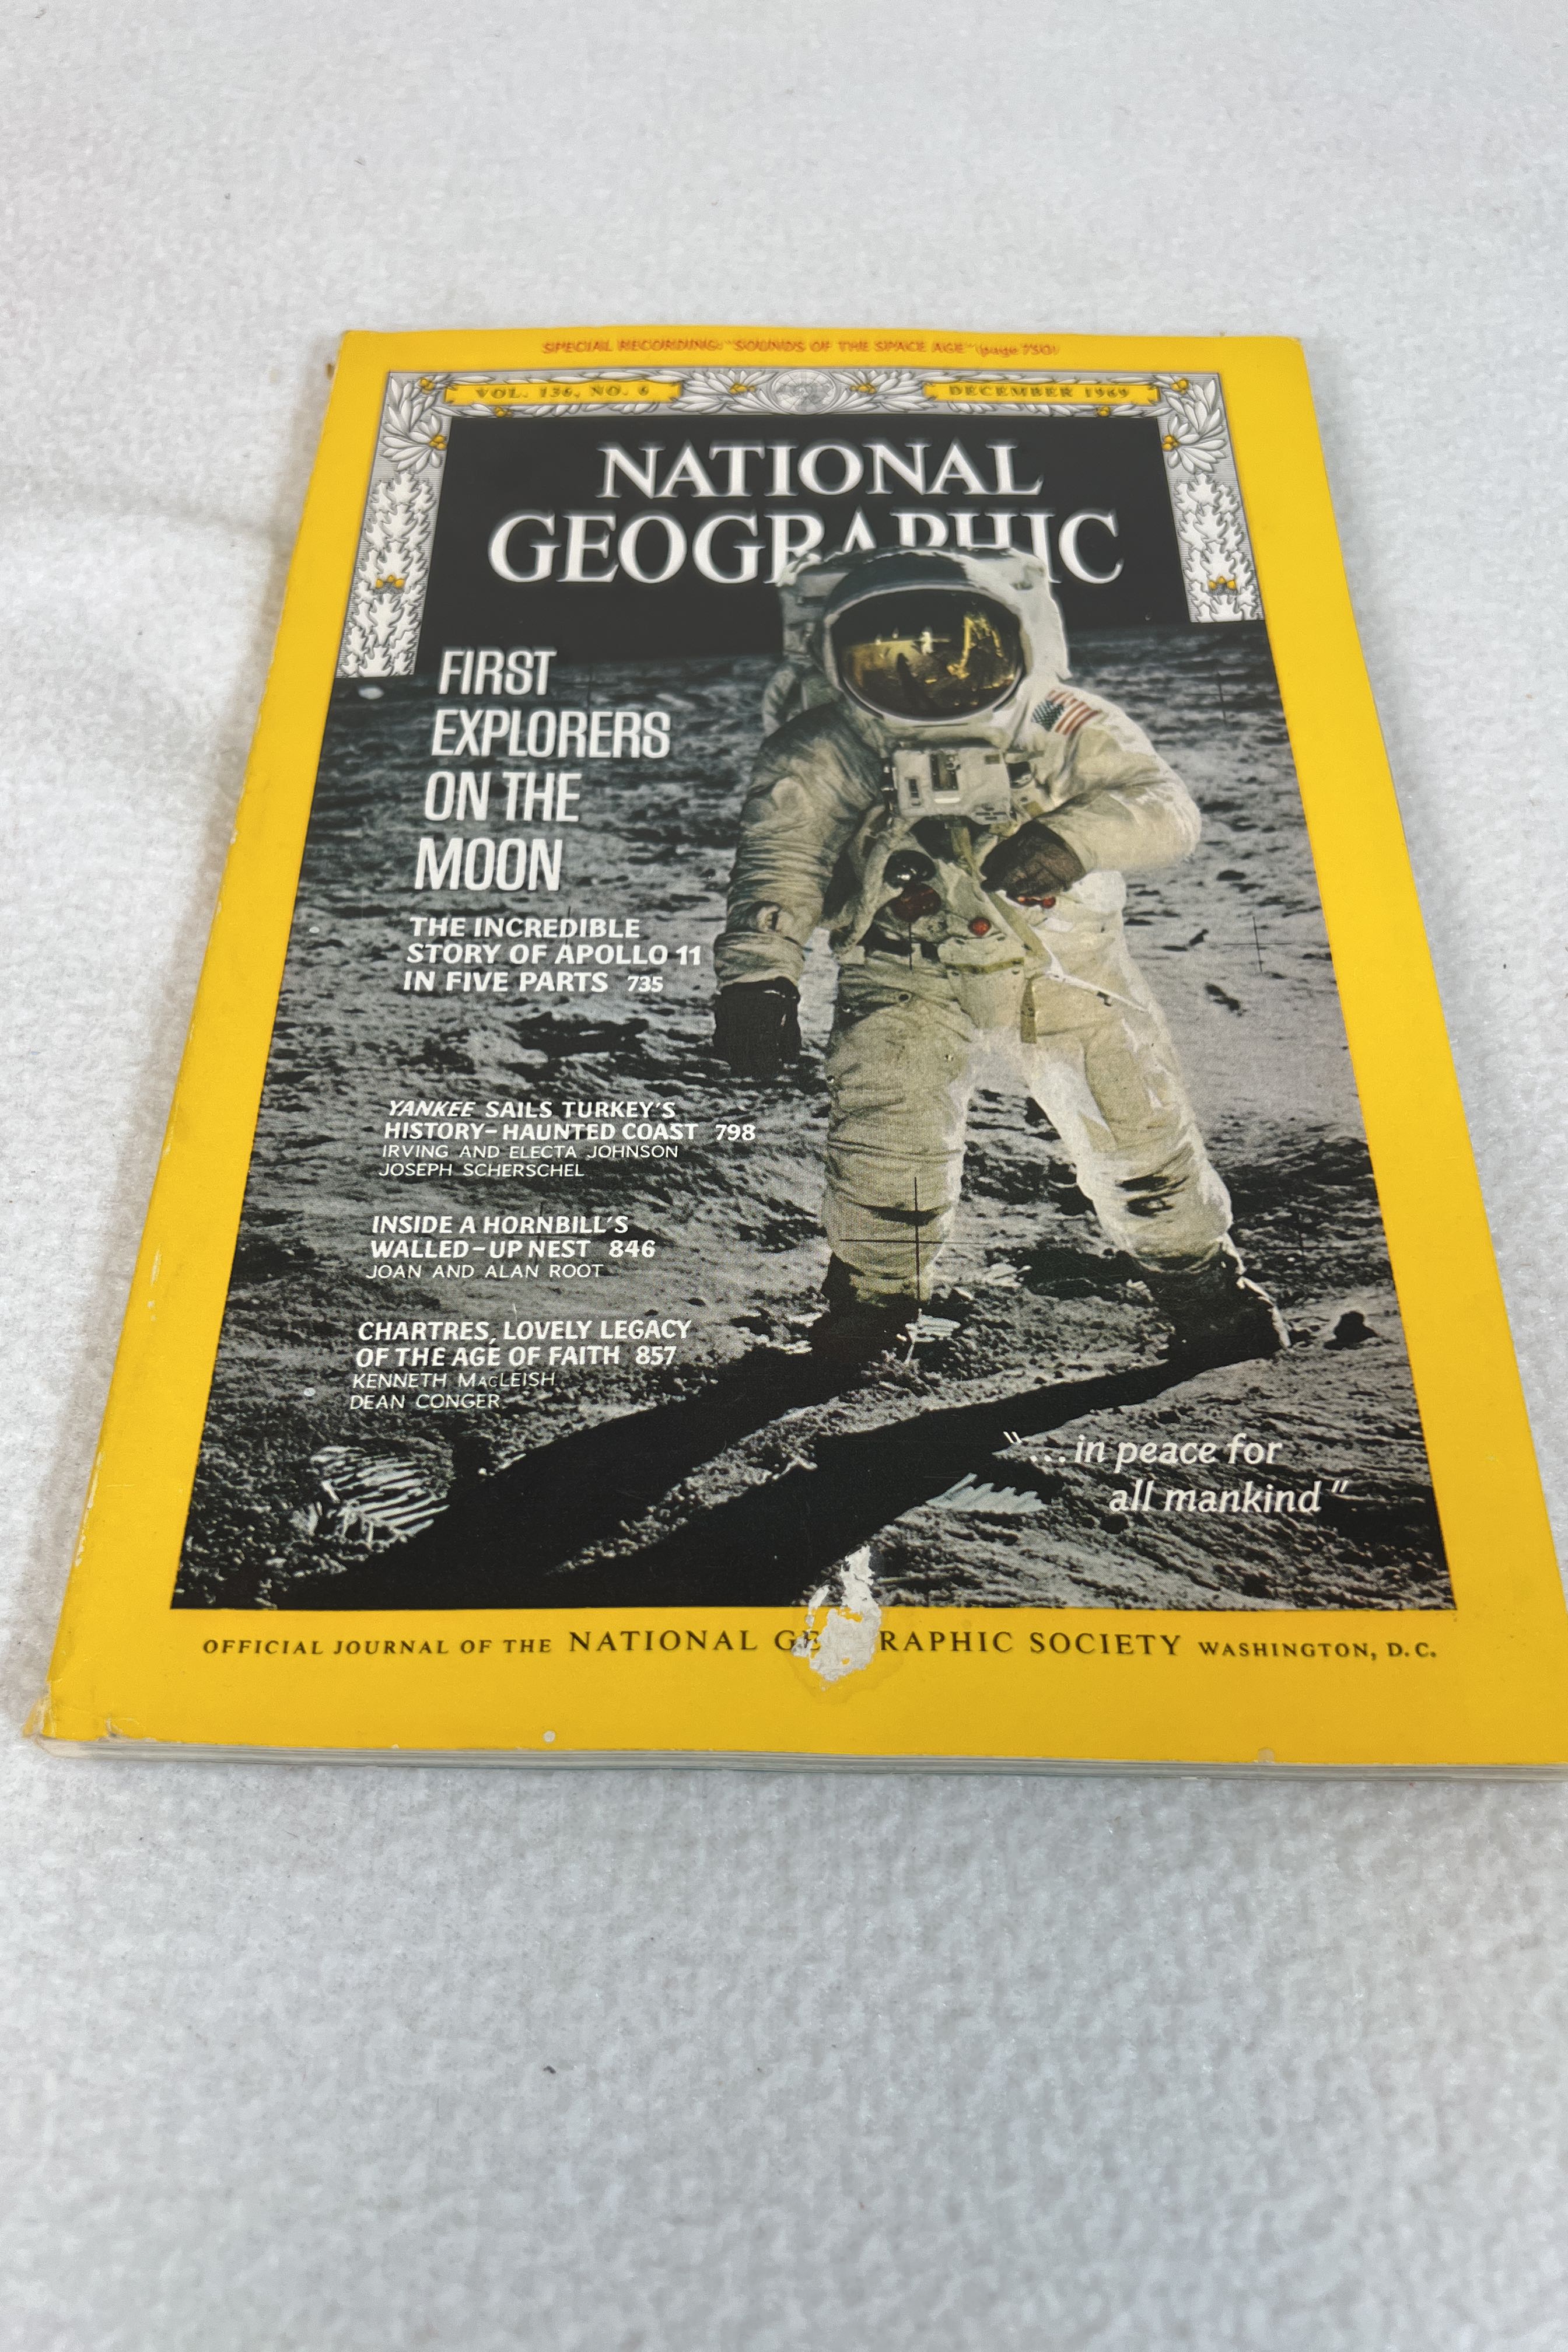 SPECIAL RECORDING: "SOUNDS OF THE SPACE AGE" (page 750)
VOL. 136, NO. 6 DECEMBER 1969
NATIONAL
GEOGRAPHIC
FIRST
EXPLORERS
ON THE
MOON
THE INCREDIBLE
STORY OF APOLLO 11
IN FIVE PARTS 735
YANKEE SAILS TURKEY'S
HISTORY-HAUNTED COAST 798
IRVING AND ELECTA JOHNSON
JOSEPH SCHERSCHEL
INSIDE A HORNBILL'S
WALLED-UP NEST 846
JOAN AND ALAN ROOT
CHARTRES, LOVELY LEGACY
OF THE AGE OF FAITH 857
KENNETH MACLEISH
DEAN CONGER
"...in peace for
all mankind"
OFFICIAL JOURNAL OF THE NATIONAL GE RAPHIC SOCIETY WASHINGTON, D.C.